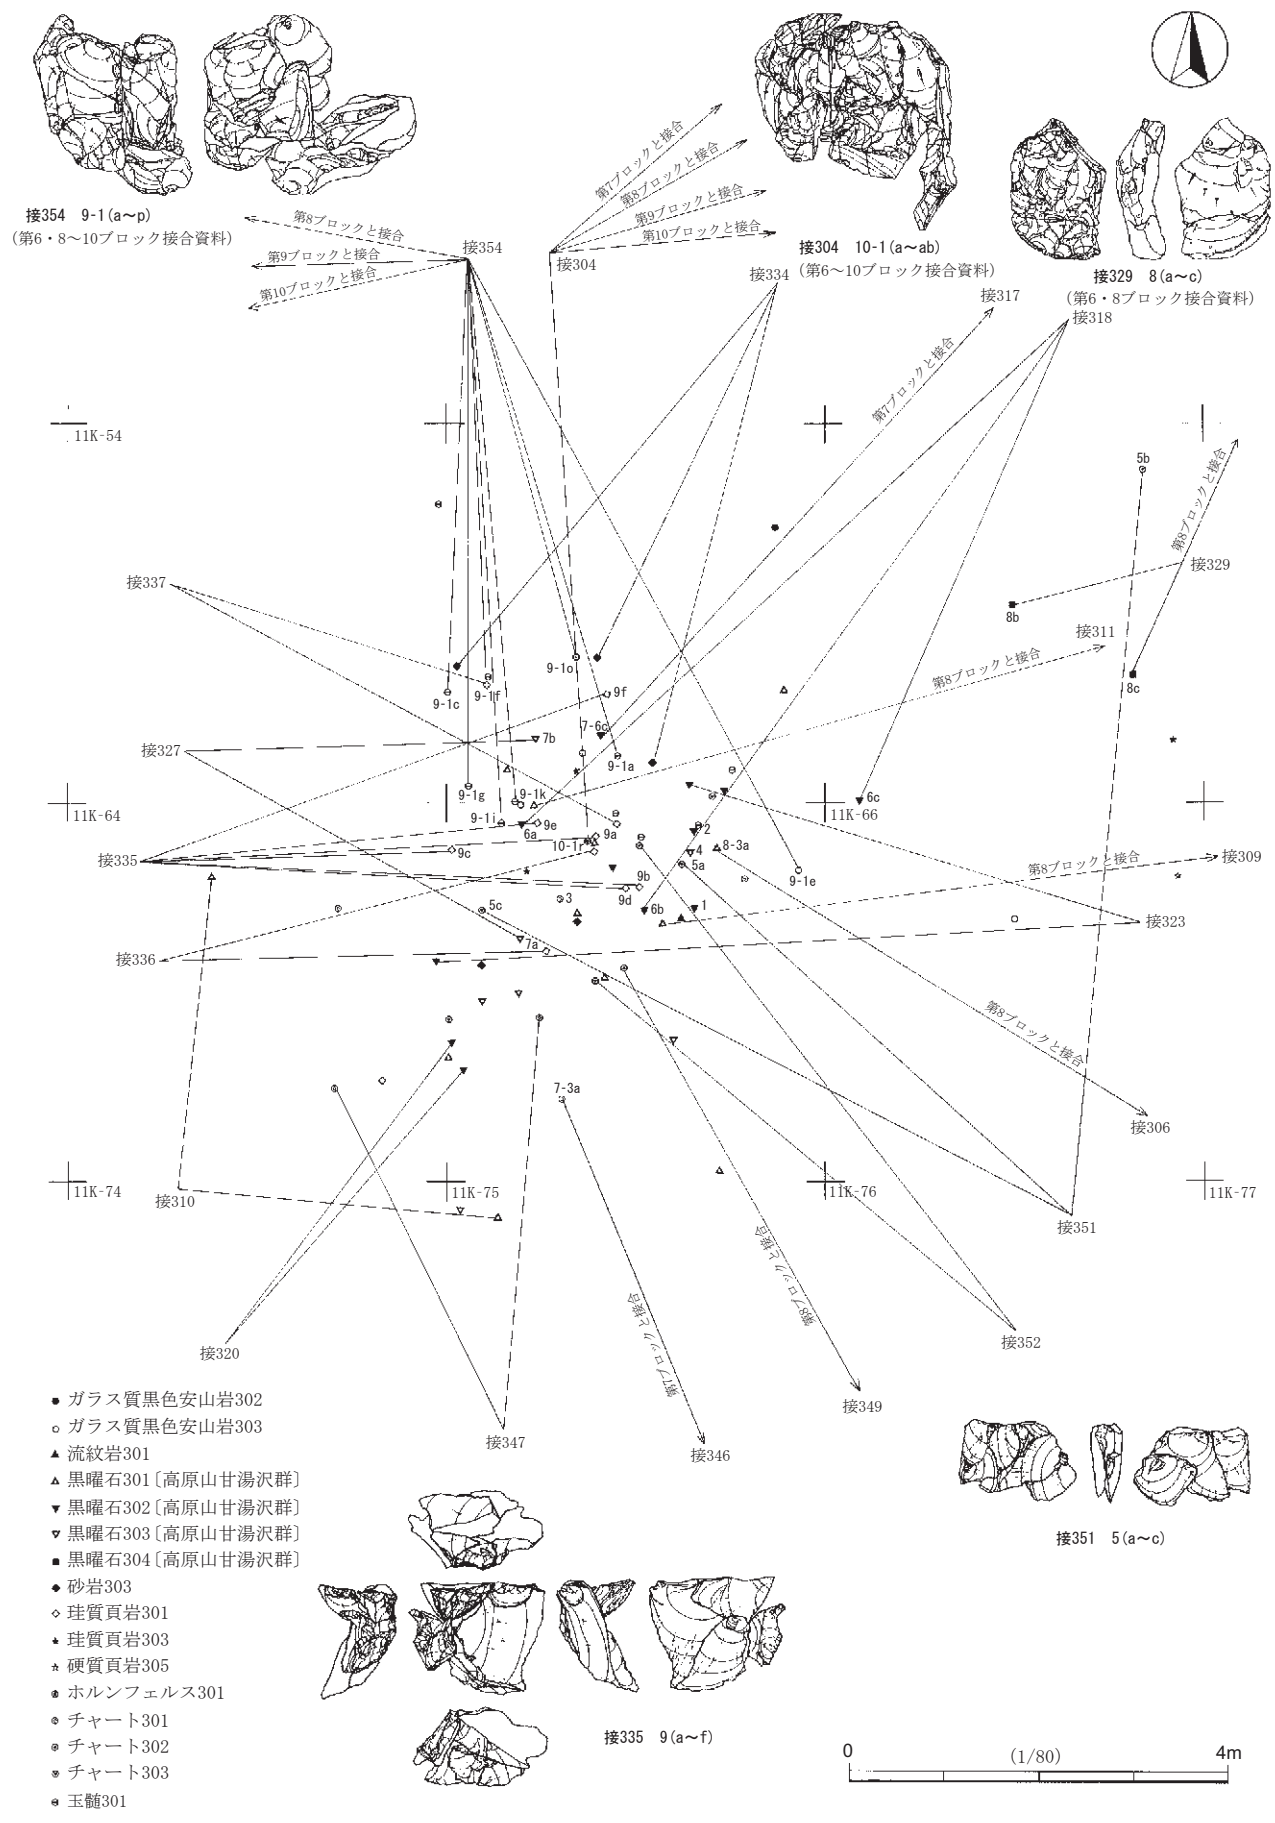 接354　9-1(a～p)
(第6・8～10ブロック接合資料)
第8ブロックと接合
第9ブロックと接合
第10ブロックと接合
接354
第7ブロックと接合
第8ブロックと接合
第9ブロックと接合
第10ブロックと接合
接304
接304　10-1(a～ab)
(第6～10ブロック接合資料)
接334
接329　8(a～c)
(第6・8ブロック接合資料)
接317
接318
第7ブロックと接合
11K-54
5b
第8ブロックと接合
接329
接337
8b
接311
第8ブロックと接合
8c
9-1o
9-1f
9-1c
9f
7-6c
7b
9-1a
接327
9-1g
9-1k
6c
11K-64
11K-66
9-1i
6a
9e
2
10-1r
9a
4
8-3a
接335
9c
5a
9-1e
第8ブロックと接合
接309
9b
9d
3
5c
6b
1
接323
7a
接336
第8ブロックと接合
7-3a
接306
11K-74
11K-75
11K-76
11K-77
接310
接351
第8ブロックと接合
第7ブロックと接合
接320
接352
接349
接347
接346
ガラス質黒色安山岩302
ガラス質黒色安山岩303
流紋岩301
黒曜石301〔高原山甘湯沢群〕
黒曜石302〔高原山甘湯沢群〕
黒曜石303〔高原山甘湯沢群〕
黒曜石304〔高原山甘湯沢群〕
砂岩303
珪質頁岩301
珪質頁岩303
硬質頁岩305
ホルンフェルス301
チャート301
チャート302
チャート303
玉髄301
接351　5(a～c)
接335　9(a～f)
0
(1/80)
4m